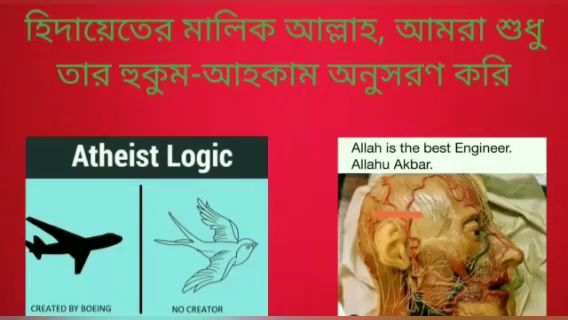 হিদায়েতের মালিক আল্লাহ, আমরা শুধু
তার হুকুম-আহকাম অনুসরণ করি
Atheist Logic
CREATED BY BOEING
NO CREATOR
Allah is the best Engineer.
Allahu Akbar.